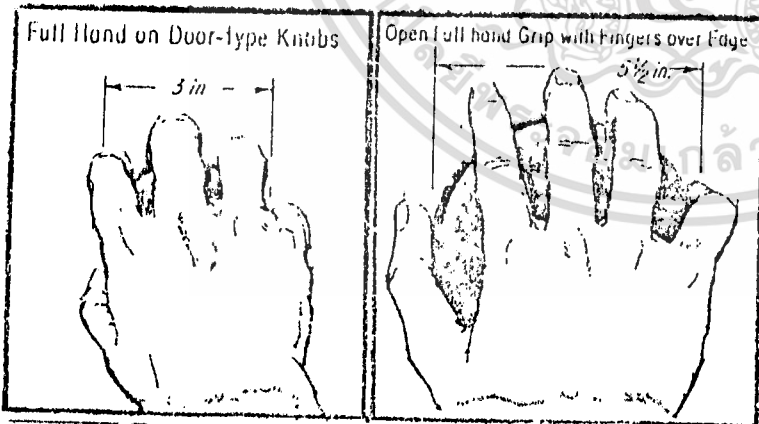 Full Hand on Door-type Knobs
3 in
Open Full hand Grip with Fingers over Edge
5½ in.